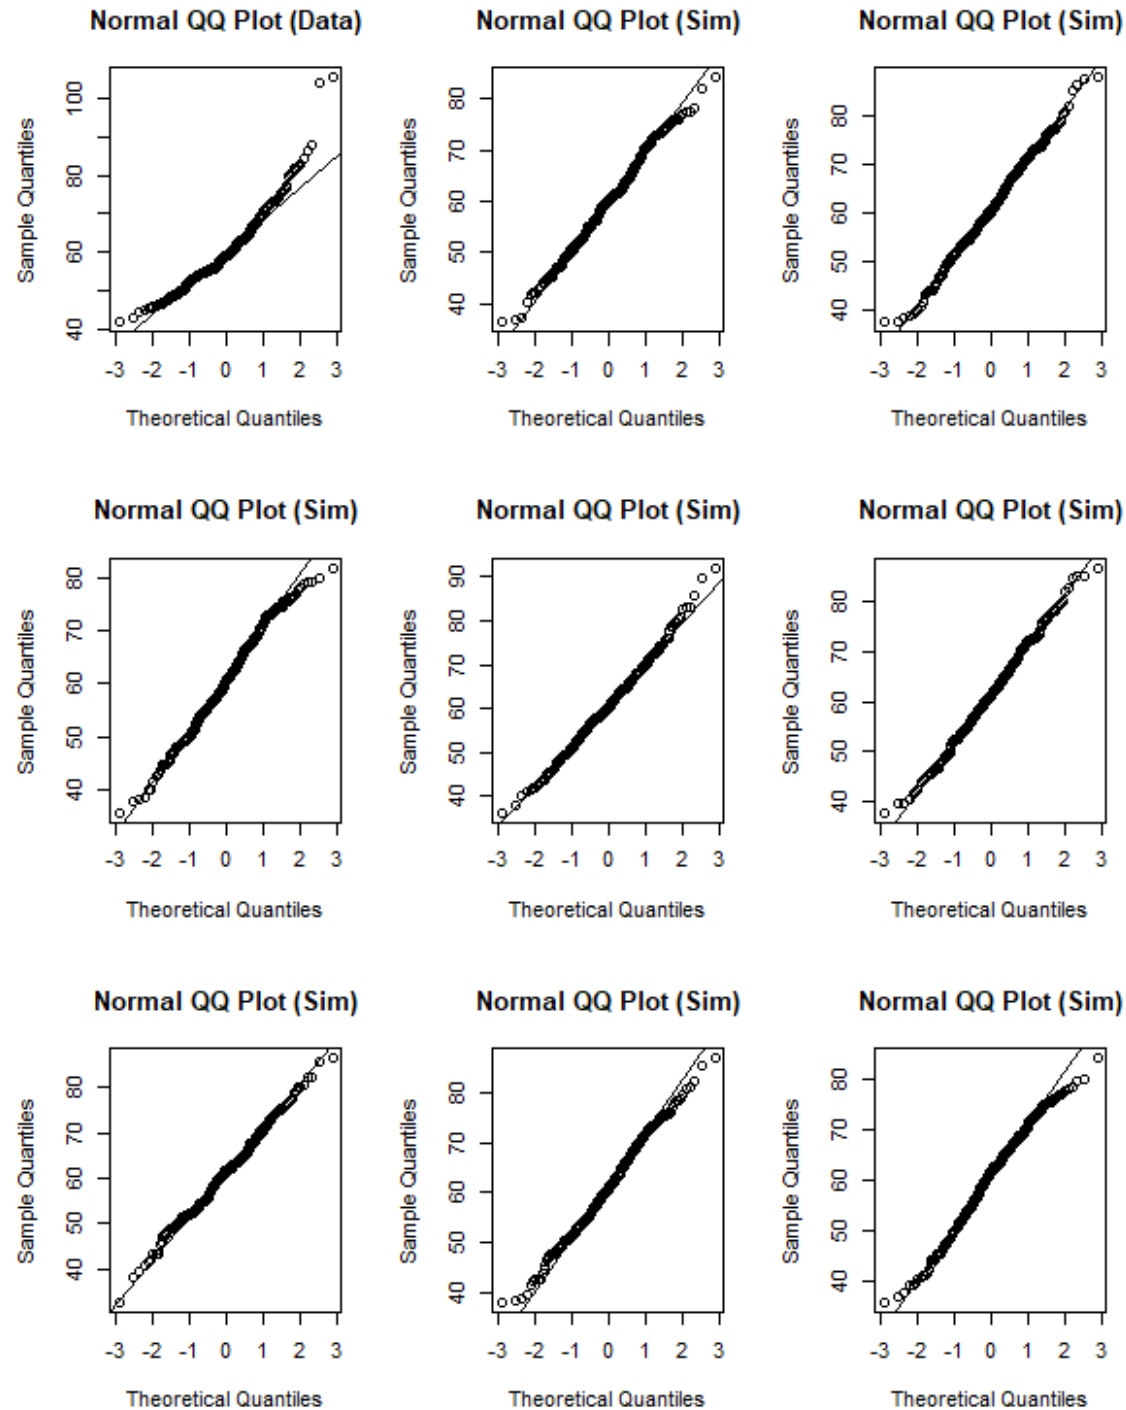 Normal QQ Plot (Data) Normal QQ Plot (Sim) Normal QQ Plot (Sim)
Sample Quantiles Sample Quantiles Sample Quantiles
40 60 80 100
40 50 60 70 80
40 50 60 70 80
-3 -2 -1 0 1 2 3 -3 -2 -1 0 1 2 3 -3 -2 -1 0 1 2 3
Theoretical Quantiles Theoretical Quantiles Theoretical Quantiles
Normal QQ Plot (Sim) Normal QQ Plot (Sim) Normal QQ Plot (Sim)
Sample Quantiles Sample Quantiles Sample Quantiles
40 50 60 70 80
40 50 60 70 80 90
40 50 60 70 80
-3 -2 -1 0 1 2 3 -3 -2 -1 0 1 2 3 -3 -2 -1 0 1 2 3
Theoretical Quantiles Theoretical Quantiles Theoretical Quantiles
Normal QQ Plot (Sim) Normal QQ Plot (Sim) Normal QQ Plot (Sim)
Sample Quantiles Sample Quantiles Sample Quantiles
40 50 60 70 80
40 50 60 70 80
40 50 60 70 80
-3 -2 -1 0 1 2 3 -3 -2 -1 0 1 2 3 -3 -2 -1 0 1 2 3
Theoretical Quantiles Theoretical Quantiles Theoretical Quantiles